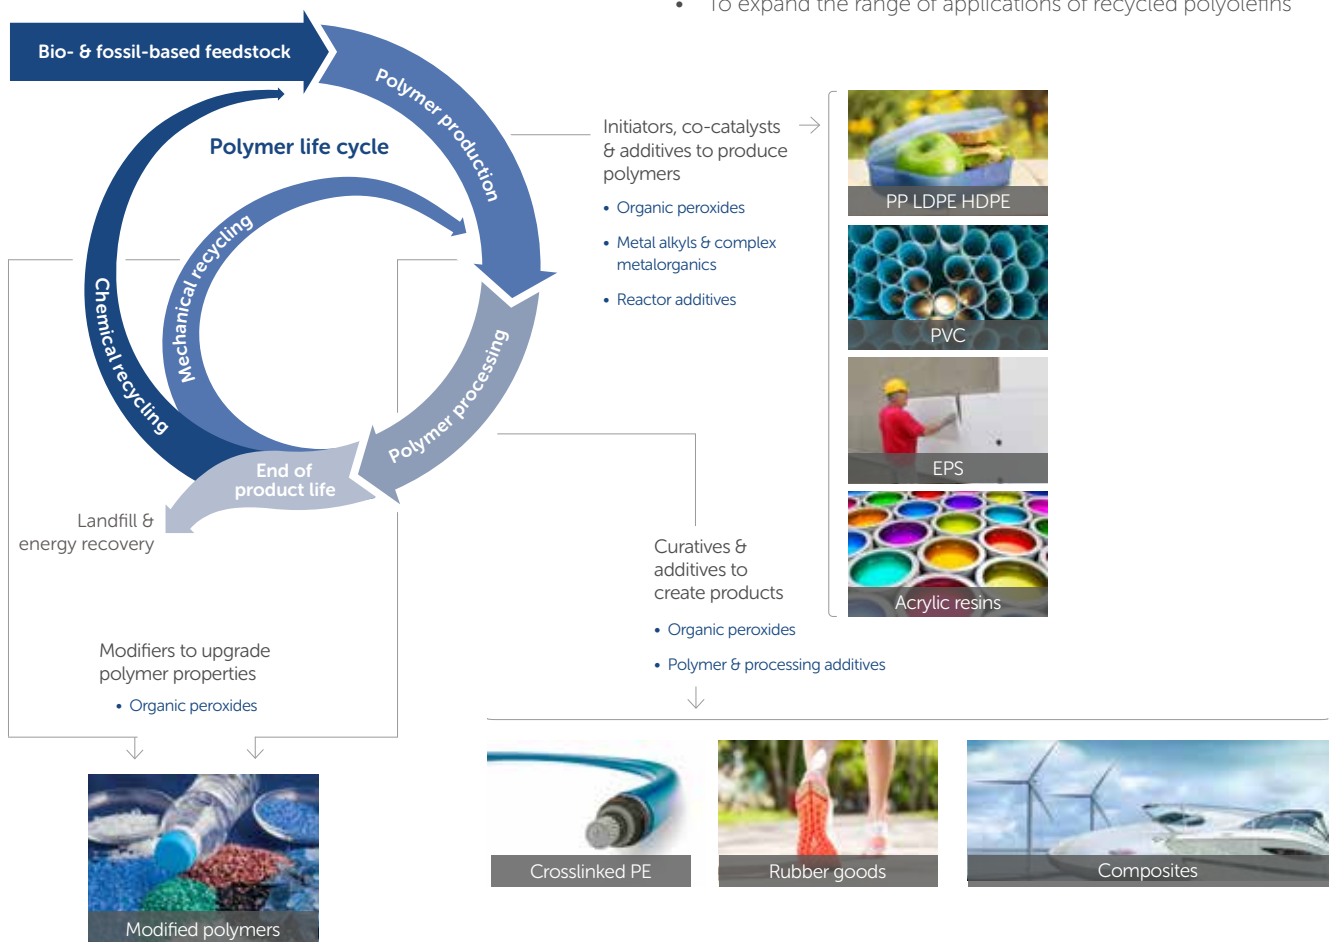 • To expand the range of applications of recycled polyolefins
Bio- & fossil-based feedstock
Polymer production
Polymer life cycle
Initiators, co-catalysts
& additives to produce
polymers
• Organic peroxides
• Metal alkyls & complex
metalorganics
• Reactor additives
PP LDPE HDPE
PVC
EPS
Acrylic resins
Mechanical recycling
Chemical recycling
Polymer processing
End of
product life
Landfill &
energy recovery
Curatives &
additives to
create products
• Organic peroxides
• Polymer & processing additives
Modifiers to upgrade
polymer properties
• Organic peroxides
Crosslinked PE
Rubber goods
Composites
Modified polymers